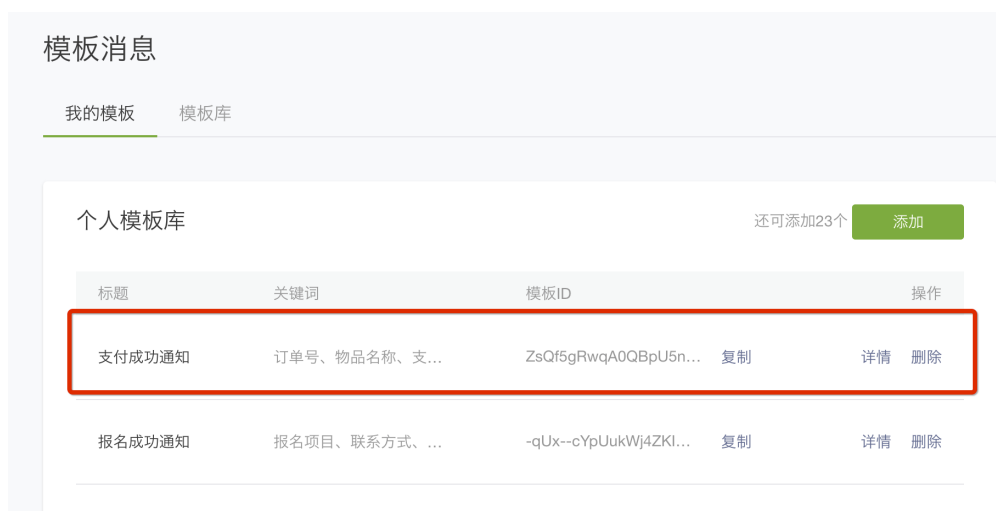 模板消息
我的模板 模板库
个人模板库 还可添加23个 添加
标题 关键词 模板ID 操作
支付成功通知 订单号、物品名称、支... ZsQf5gRwqA0QBpU5n... 复制 详情 删除
报名成功通知 报名项目、联系方式、... -qUx--cYpUukWj4ZKI... 复制 详情 删除